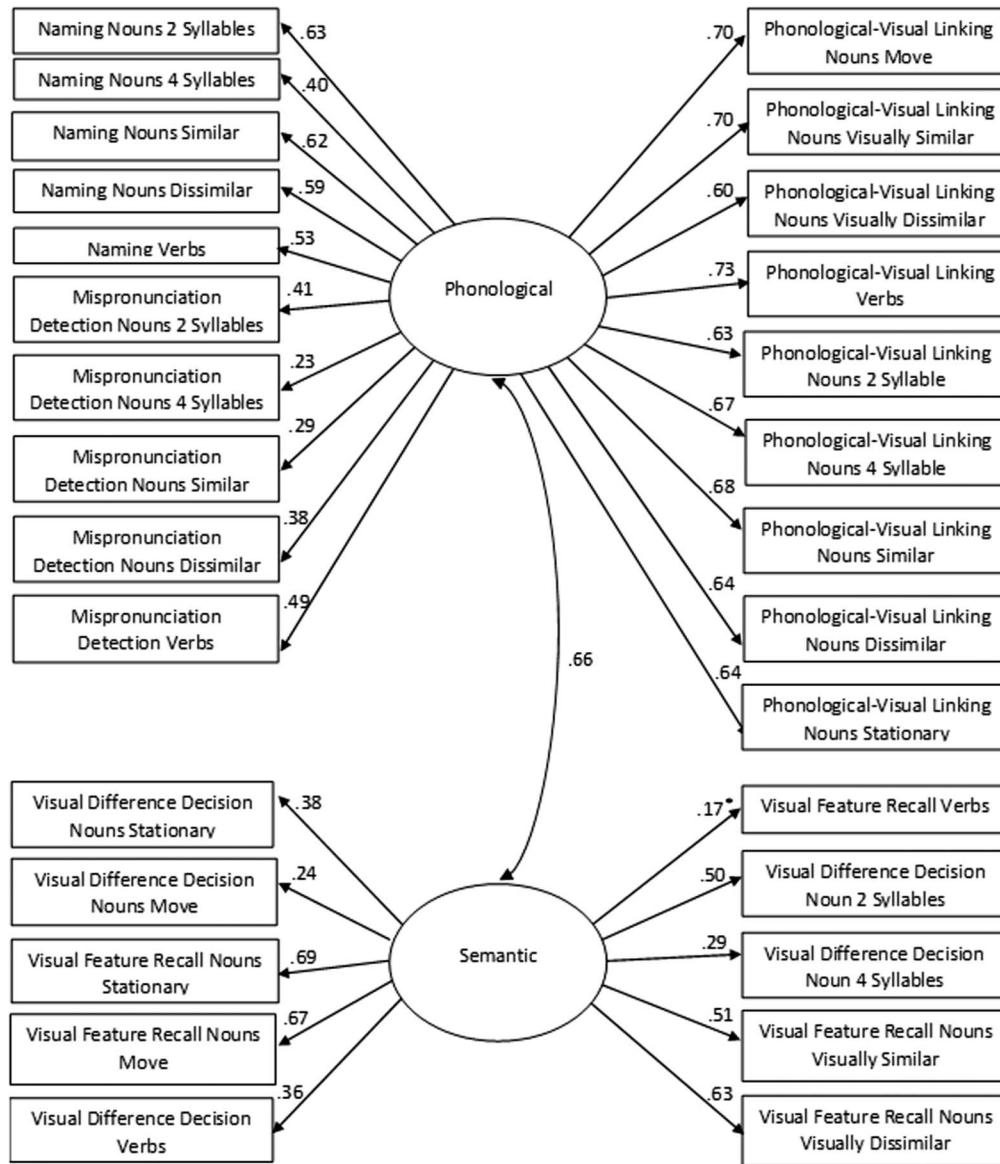 Naming Nouns 2 Syllables
.63
Naming Nouns 4 Syllables
.40
Naming Nouns Similar
.62
Naming Nouns Dissimilar
.59
Naming Verbs
.53
Mispronunciation
Detection Nouns 2 Syllables
.41
Mispronunciation
Detection Nouns 4 Syllables
.23
Mispronunciation
Detection Nouns Similar
.29
Mispronunciation
Detection Nouns Dissimilar
.38
Mispronunciation
Detection Verbs
.49
Phonological
.70
Phonological-Visual Linking
Nouns Move
.70
Phonological-Visual Linking
Nouns Visually Similar
.60
Phonological-Visual Linking
Nouns Visually Dissimilar
.73
Phonological-Visual Linking
Verbs
.63
Phonological-Visual Linking
Nouns 2 Syllable
.67
Phonological-Visual Linking
Nouns 4 Syllable
.68
Phonological-Visual Linking
Nouns Similar
.64
Phonological-Visual Linking
Nouns Dissimilar
.64
Phonological-Visual Linking
Nouns Stationary
.66
Visual Difference Decision
Nouns Stationary
.38
Visual Difference Decision
Nouns Move
.24
Visual Feature Recall Nouns
Stationary
.69
Visual Feature Recall Nouns
Move
.67
Visual Difference Decision
Verbs
.36
Semantic
.17*
Visual Feature Recall Verbs
.50
Visual Difference Decision
Noun 2 Syllables
.29
Visual Difference Decision
Noun 4 Syllables
.51
Visual Feature Recall Nouns
Visually Similar
.63
Visual Feature Recall Nouns
Visually Dissimilar